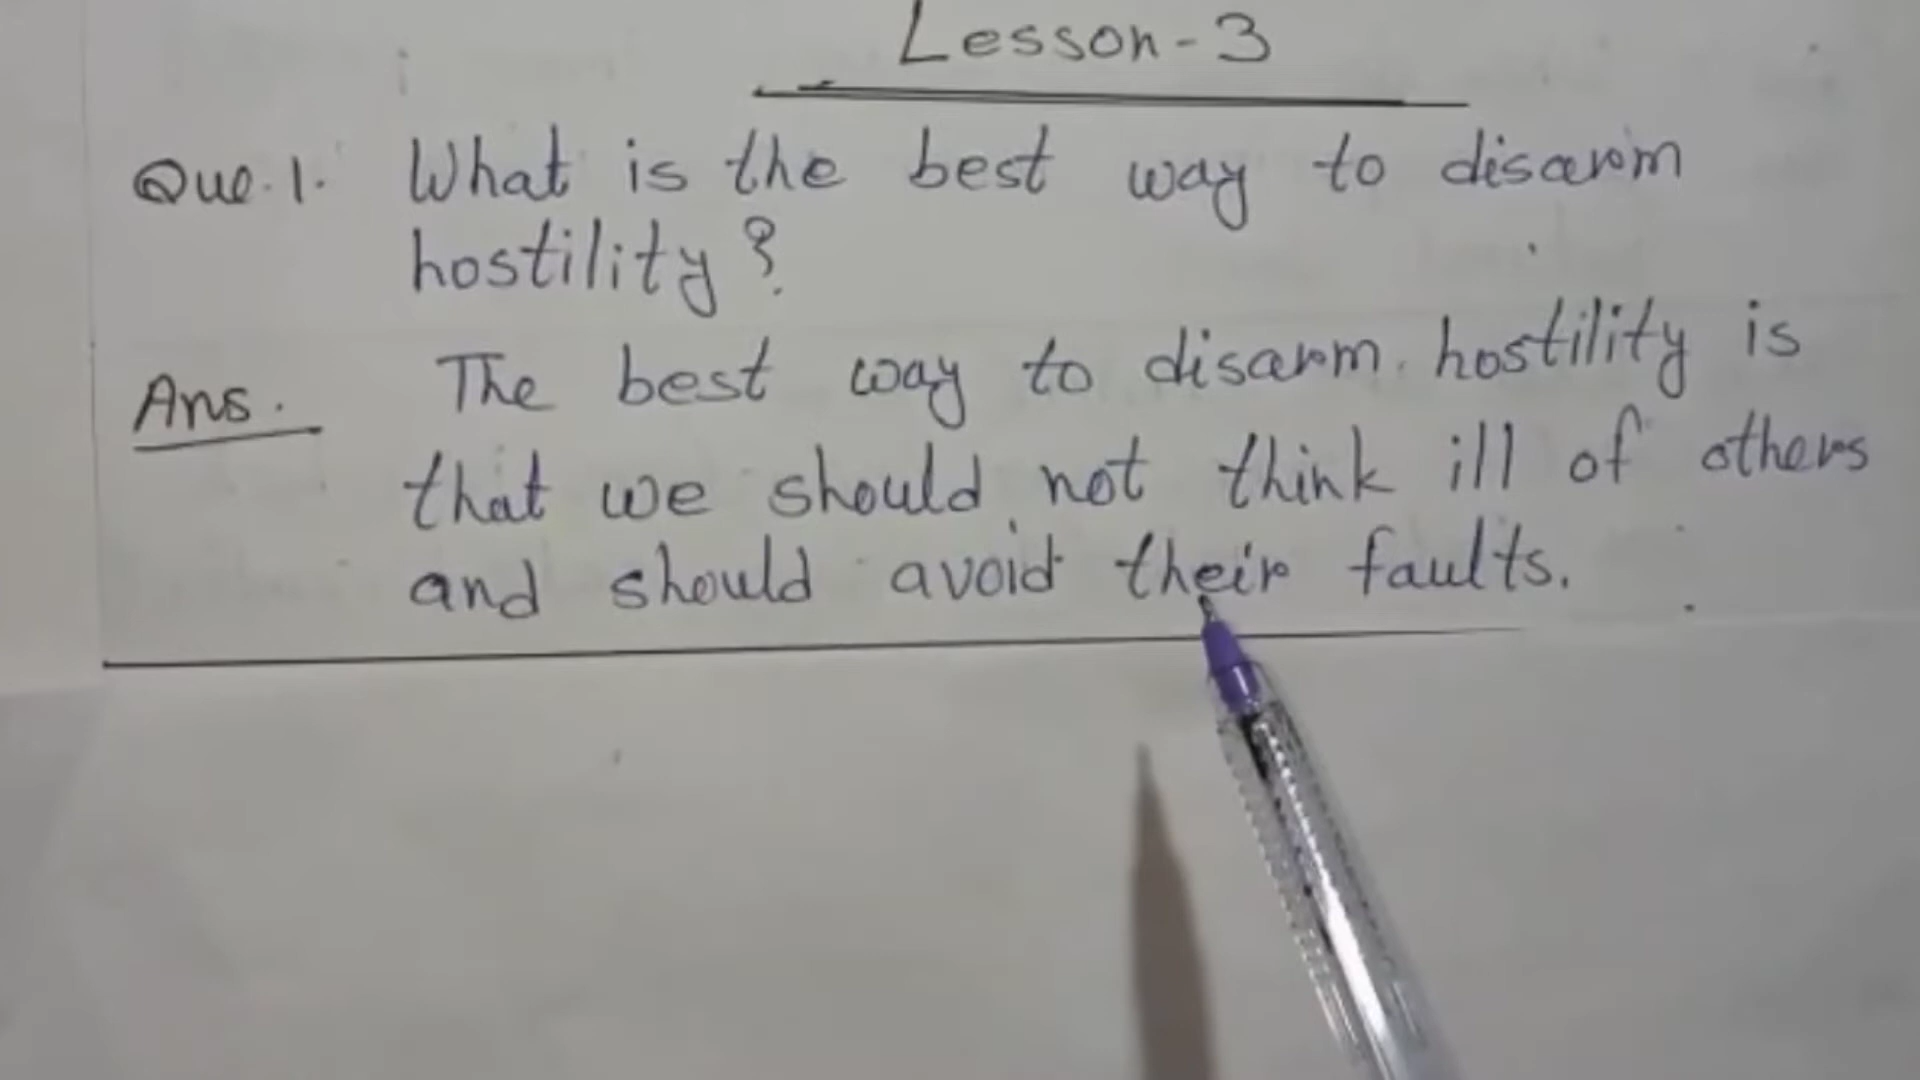 Lesson-3
Que.1. What is the best way to disarm
hostility?
Ans. The best way to disarm hostility is
that we should not think ill of others
and should avoid their faults.